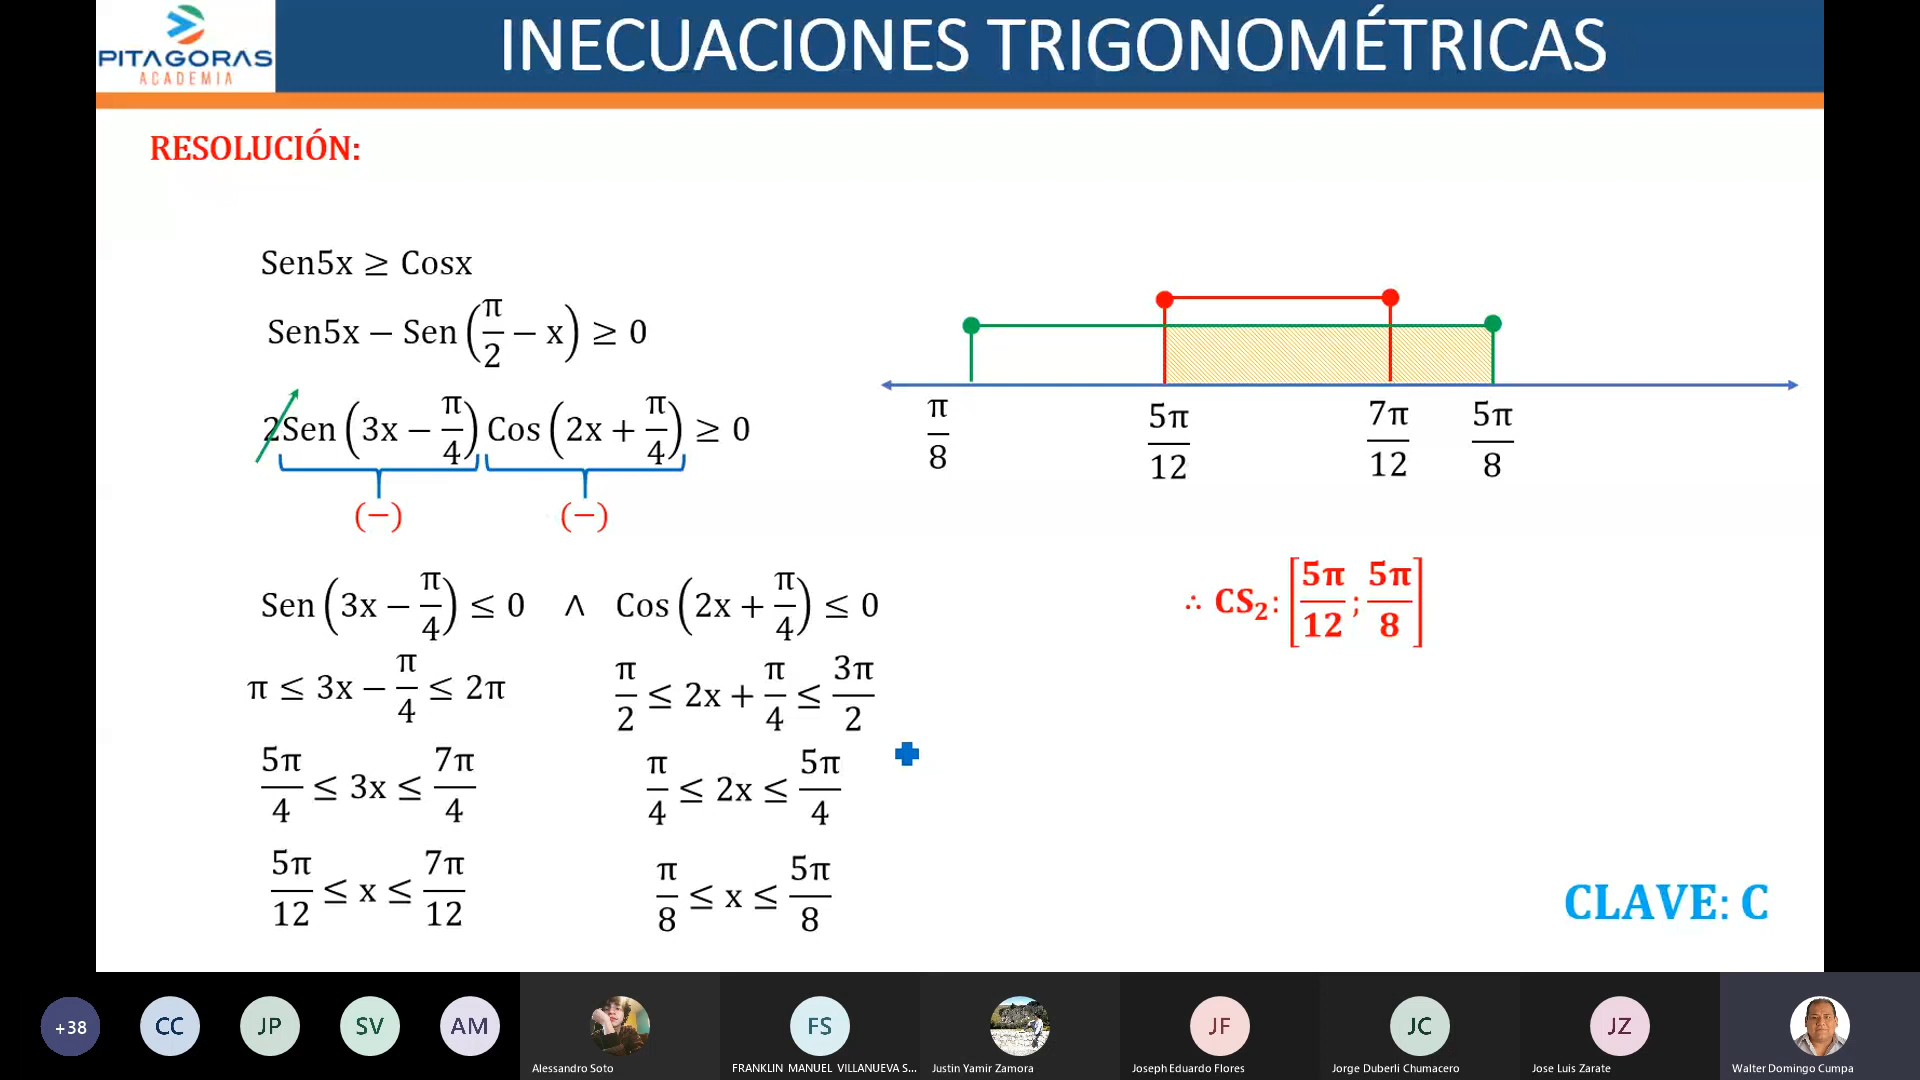 PITAGORAS
ACADEMIA
INECUACIONES TRIGONOMÉTRICAS
RESOLUCIÓN:
Sen5x ≥ Cosx
Sen5x − Sen(π/2 − x) ≥ 0
2Sen(3x − π/4) Cos(2x + π/4) ≥ 0
(−) (−)
Sen(3x − π/4) ≤ 0 ∧ Cos(2x + π/4) ≤ 0
π ≤ 3x − π/4 ≤ 2π
π/2 ≤ 2x + π/4 ≤ 3π/2
5π/4 ≤ 3x ≤ 7π/4
π/4 ≤ 2x ≤ 5π/4
5π/12 ≤ x ≤ 7π/12
π/8 ≤ x ≤ 5π/8
π/8 5π/12 7π/12 5π/8
∴ CS₂: [5π/12 ; 5π/8]
CLAVE: C
+38 CC JP SV AM FS JF JC JZ
Alessandro Soto
FRANKLIN MANUEL VILLANUEVA S...
Justin Yamir Zamora
Joseph Eduardo Flores
Jorge Duberli Chumacero
Jose Luis Zarate
Walter Domingo Cumpa